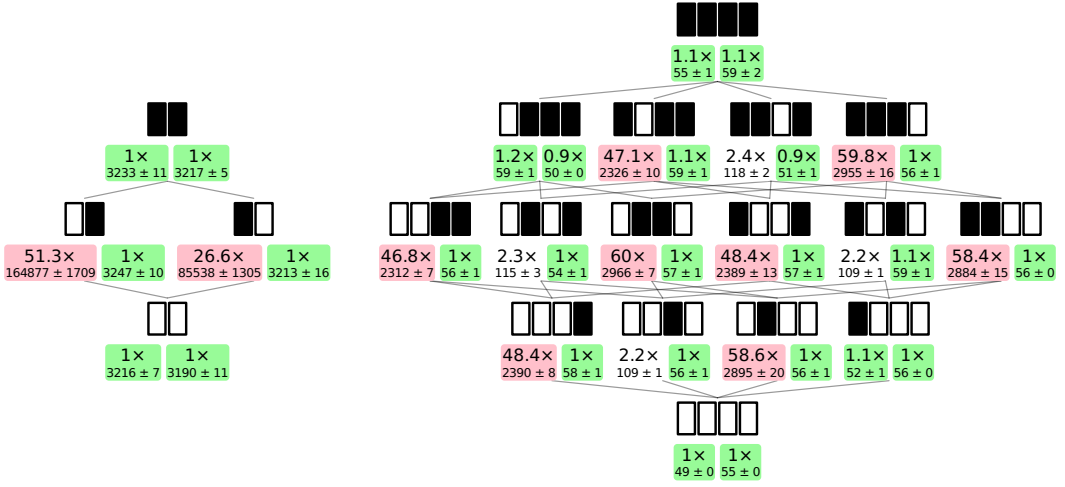 1.1× 1.1×
55 ± 1 59 ± 2
1× 1×
3233 ± 11 3217 ± 5
1.2× 0.9× 47.1× 1.1× 2.4× 0.9× 59.8× 1×
59 ± 1 50 ± 0 2326 ± 10 59 ± 1 118 ± 2 51 ± 1 2955 ± 16 56 ± 1
51.3× 1× 26.6× 1×
164877 ± 1709 3247 ± 10 85538 ± 1305 3213 ± 16
46.8× 1× 2.3× 1× 60× 1× 48.4× 1× 2.2× 1.1× 58.4× 1×
2312 ± 7 56 ± 1 115 ± 3 54 ± 1 2966 ± 7 57 ± 1 2389 ± 13 57 ± 1 109 ± 1 59 ± 1 2884 ± 15 56 ± 0
1× 1×
3216 ± 7 3190 ± 11
48.4× 1× 2.2× 1× 58.6× 1× 1.1× 1×
2390 ± 8 58 ± 1 109 ± 1 56 ± 1 2895 ± 20 56 ± 1 52 ± 1 56 ± 0
1× 1×
49 ± 0 55 ± 0